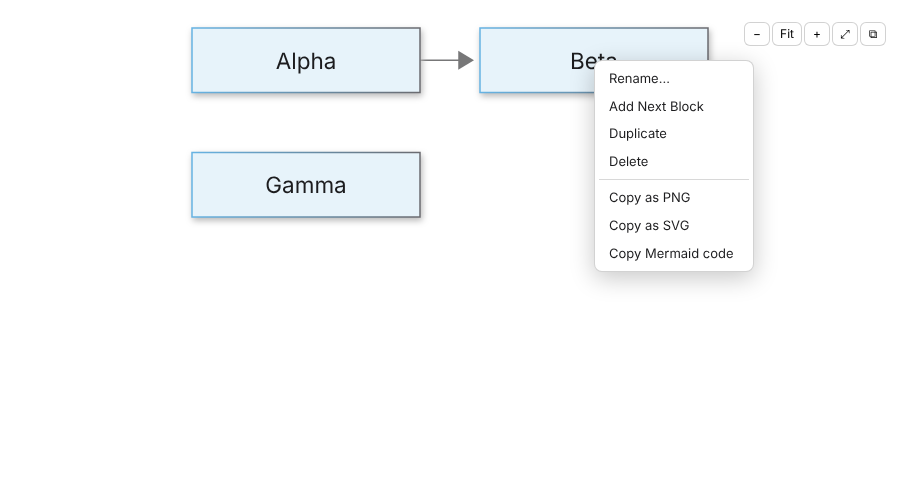 Alpha
Beta
− Fit + ⤢ ⧉
Rename...
Add Next Block
Duplicate
Delete
Copy as PNG
Copy as SVG
Copy Mermaid code
Gamma